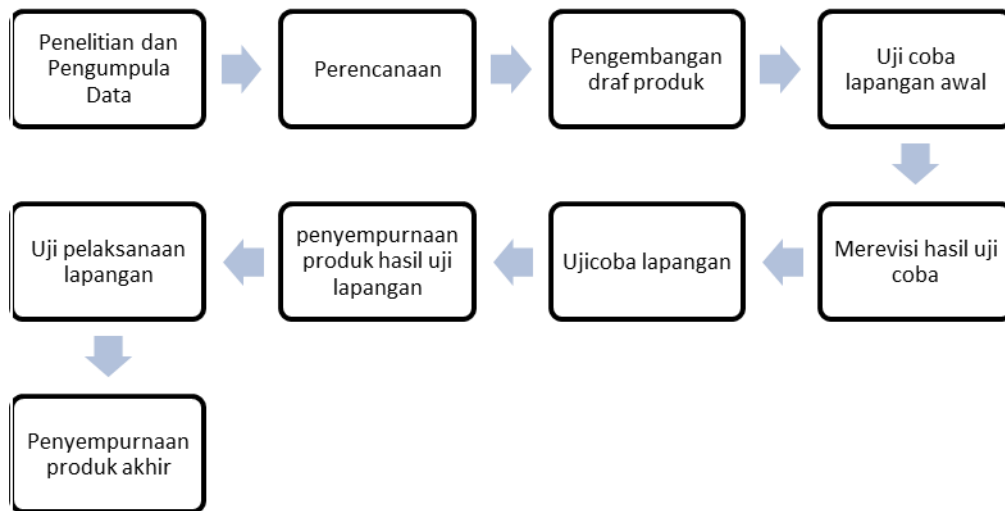 Penelitian dan
Pengumpula
Data
Perencanaan
Pengembangan
draf produk
Uji coba
lapangan awal
Merevisi hasil uji
coba
Ujicoba lapangan
penyempurnaan
produk hasil uji
lapangan
Uji pelaksanaan
lapangan
Penyempurnaan
produk akhir